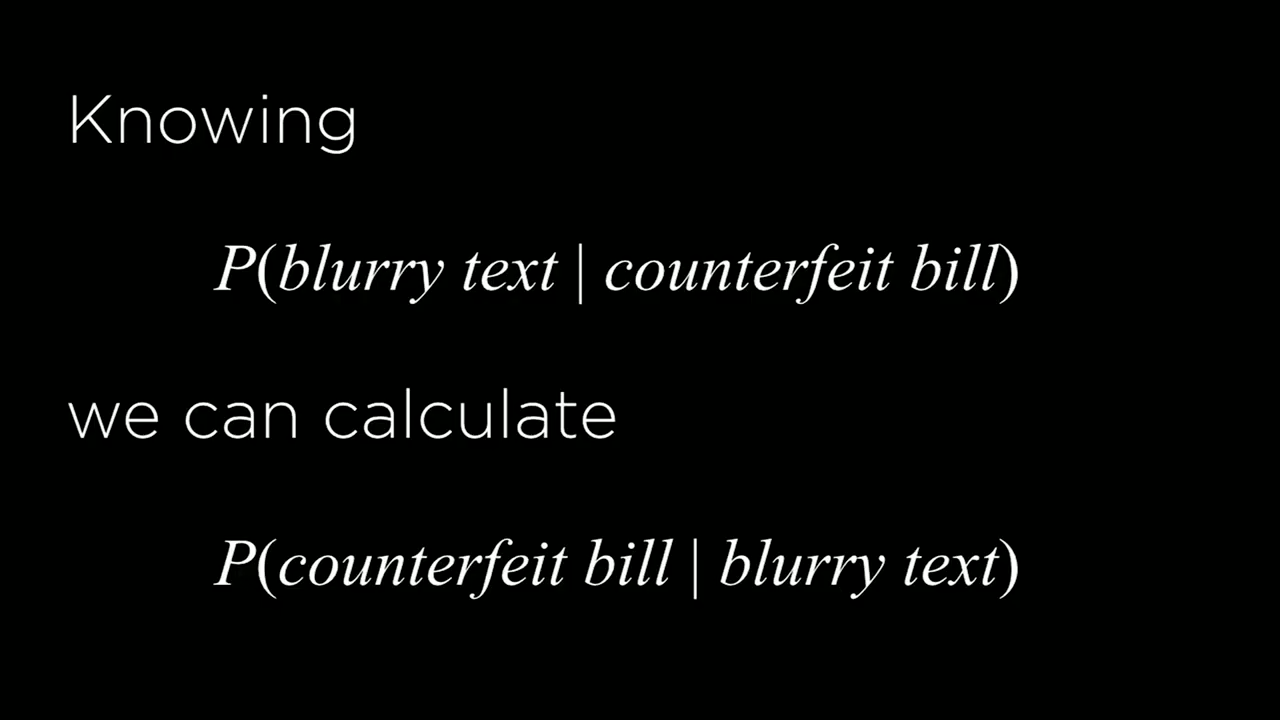 Knowing
P(blurry text | counterfeit bill)
we can calculate
P(counterfeit bill | blurry text)